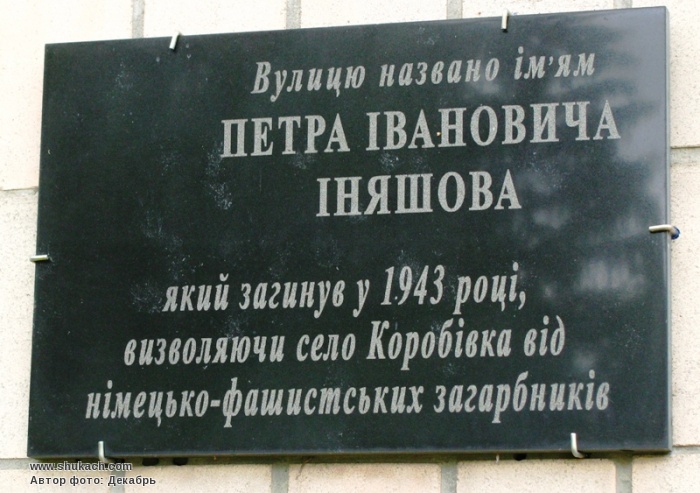 Вулицю названо ім'ям
ПЕТРА ІВАНОВИЧА
ІНЯШОВА
який загинув у 1943 році,
визволяючи село Коробівка від
німецько-фашистських загарбників
www.shukach.com
Автор фото: Декабрь